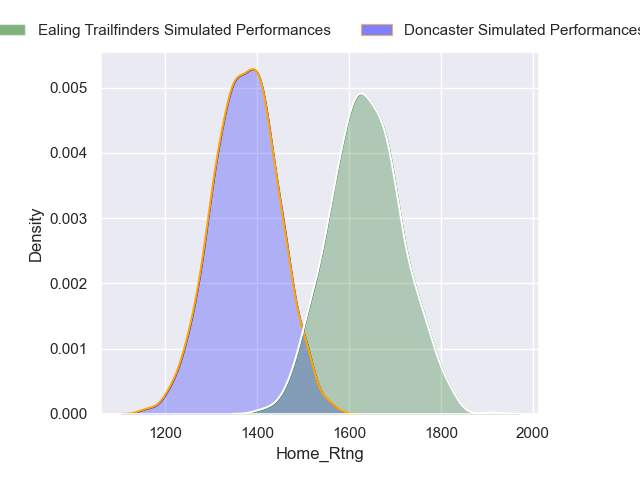 Ealing Trailfinders Simulated Performances
Doncaster Simulated Performances
0.005
0.004
0.003
0.002
0.001
0.000
Density
1200 1400 1600 1800 2000
Home_Rtng